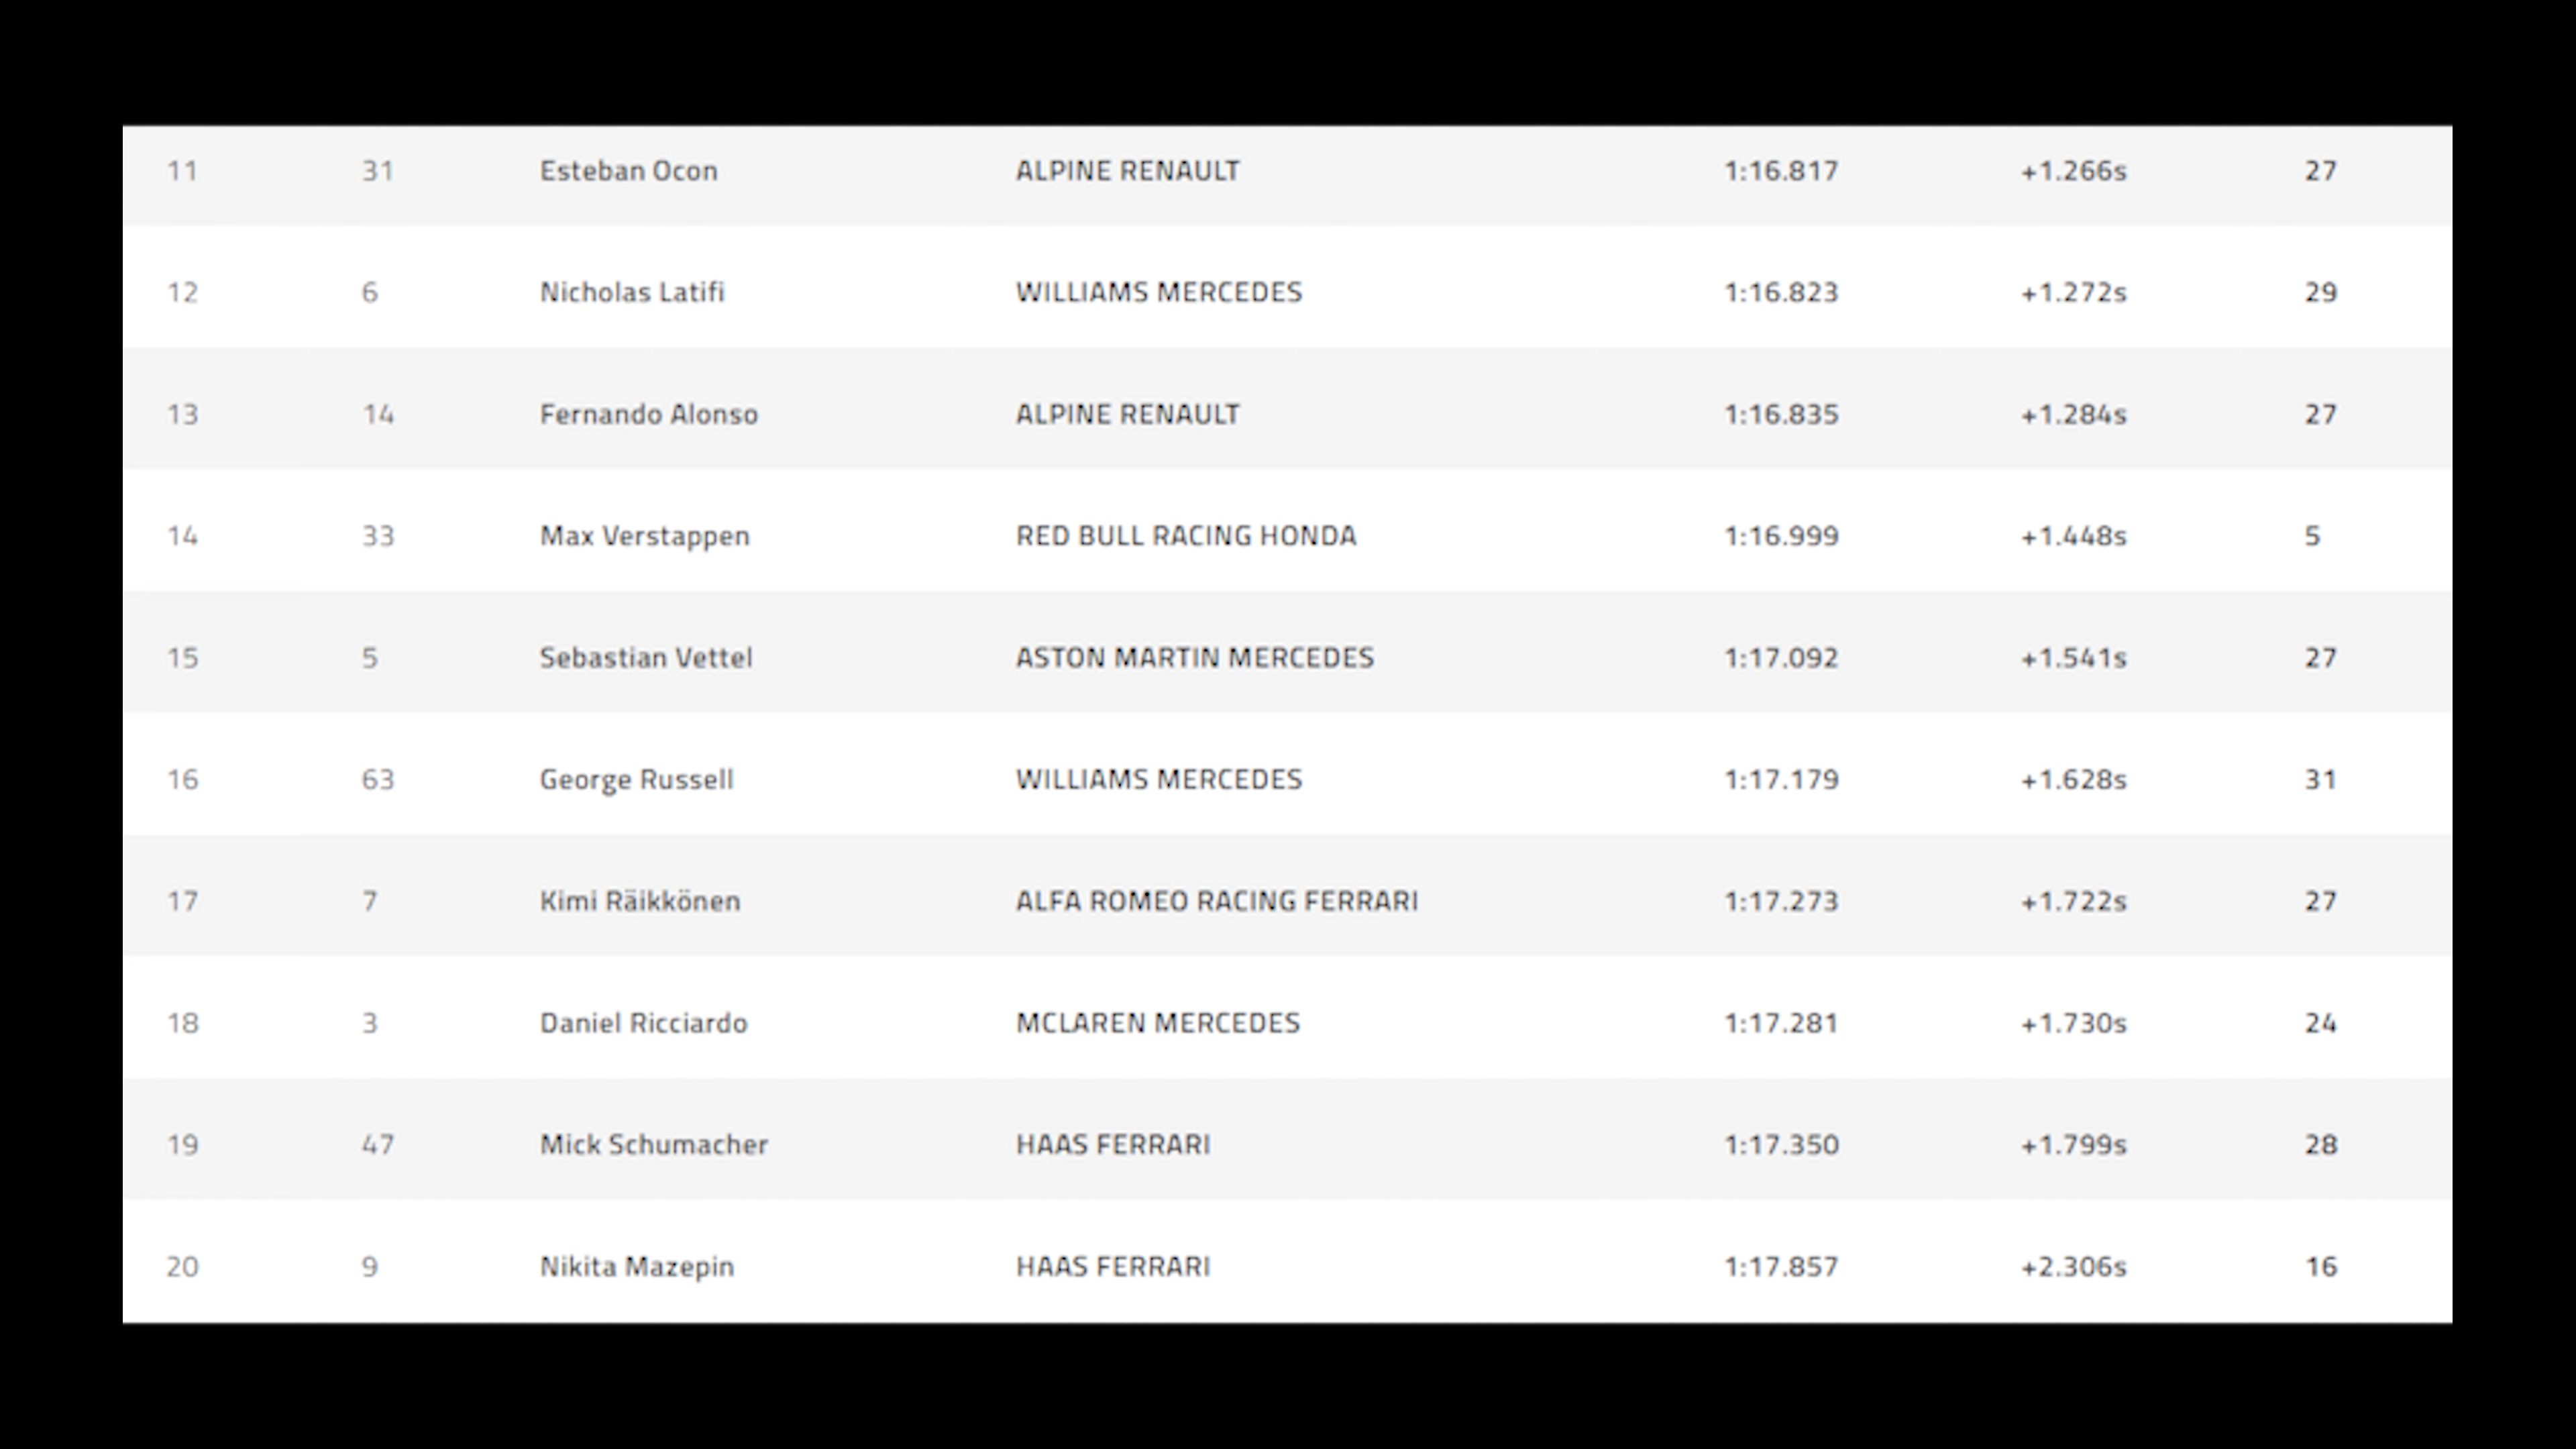 11 31 Esteban Ocon ALPINE RENAULT 1:16.817 +1.266s 27
12 6 Nicholas Latifi WILLIAMS MERCEDES 1:16.823 +1.272s 29
13 14 Fernando Alonso ALPINE RENAULT 1:16.835 +1.284s 27
14 33 Max Verstappen RED BULL RACING HONDA 1:16.999 +1.448s 5
15 5 Sebastian Vettel ASTON MARTIN MERCEDES 1:17.092 +1.541s 27
16 63 George Russell WILLIAMS MERCEDES 1:17.179 +1.628s 31
17 7 Kimi Räikkönen ALFA ROMEO RACING FERRARI 1:17.273 +1.722s 27
18 3 Daniel Ricciardo MCLAREN MERCEDES 1:17.281 +1.730s 24
19 47 Mick Schumacher HAAS FERRARI 1:17.350 +1.799s 28
20 9 Nikita Mazepin HAAS FERRARI 1:17.857 +2.306s 16